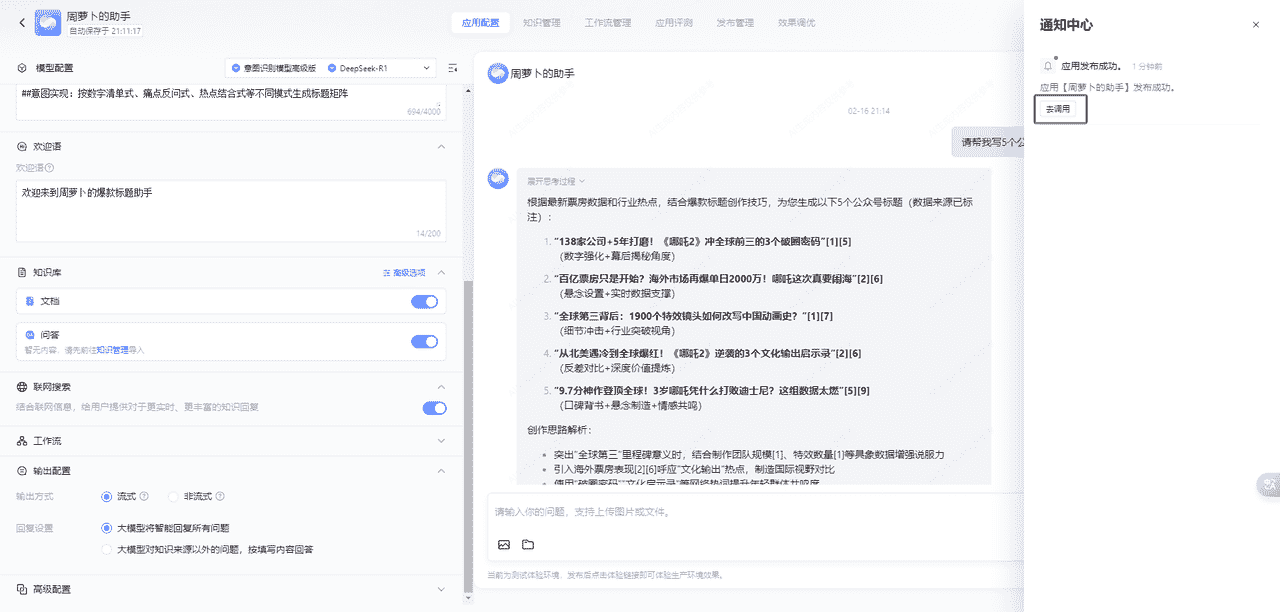 周萝卜的助手
自动保存于 21:11:17
应用配置 知识管理 工作流管理 应用评测 发布管理 效果调优
模型配置
意图识别模型高级版 DeepSeek-R1
##意图实现：按数字清单式、痛点反问式、热点结合式等不同模式生成标题矩阵
694/4000
欢迎语
欢迎语
欢迎来到周萝卜的爆款标题助手
14/200
知识库 高级选项
文档
问答
暂无内容，请先前往知识管理导入
联网搜索
结合联网信息，给用户提供对于更实时、更丰富的知识回复
工作流
输出配置
输出方式 流式 非流式
回复设置 大模型将智能回复所有问题
大模型对知识来源以外的问题，按填写内容回答
高级配置
周萝卜的助手
02-16 21:14
请帮我写5个公
展开思考过程
根据最新票房数据和行业热点，结合爆款标题创作技巧，为您生成以下5个公众号标题（数据来源已标
注）：
1. “138家公司+5年打磨！《哪吒2》冲全球前三的3个破圈密码”[1][5]
（数字强化+幕后揭秘角度）
2. “百亿票房只是开始？海外市场再爆单日2000万！哪吒这次真要闹海”[2][6]
（悬念设置+实时数据支撑）
3. “全球第三背后：1900个特效镜头如何改写中国动画史？”[1][7]
（细节冲击+行业突破视角）
4. “从北美遇冷到全球爆红！《哪吒2》逆袭的3个文化输出启示录”[2][6]
（反差对比+深度价值提炼）
5. “9.7分神作登顶全球！3岁哪吒凭什么打败迪士尼？这组数据太燃”[5][9]
（口碑背书+悬念制造+情感共鸣）
创作思路解析：
突出“全球第三”里程碑意义时，结合制作团队规模[1]、特效数量[1]等具象数据增强说服力
引入海外票房表现[2][6]呼应“文化输出”热点，制造国际视野对比
使用“破圈密码”“文化启示录”等网络热词提升年轻群体共鸣度
请输入你的问题，支持上传图片或文件。
当前为测试体验环境，发布后点击体验链接即可体验生产环境效果。
通知中心
应用发布成功。 1 分钟前
应用【周萝卜的助手】发布成功。
去调用